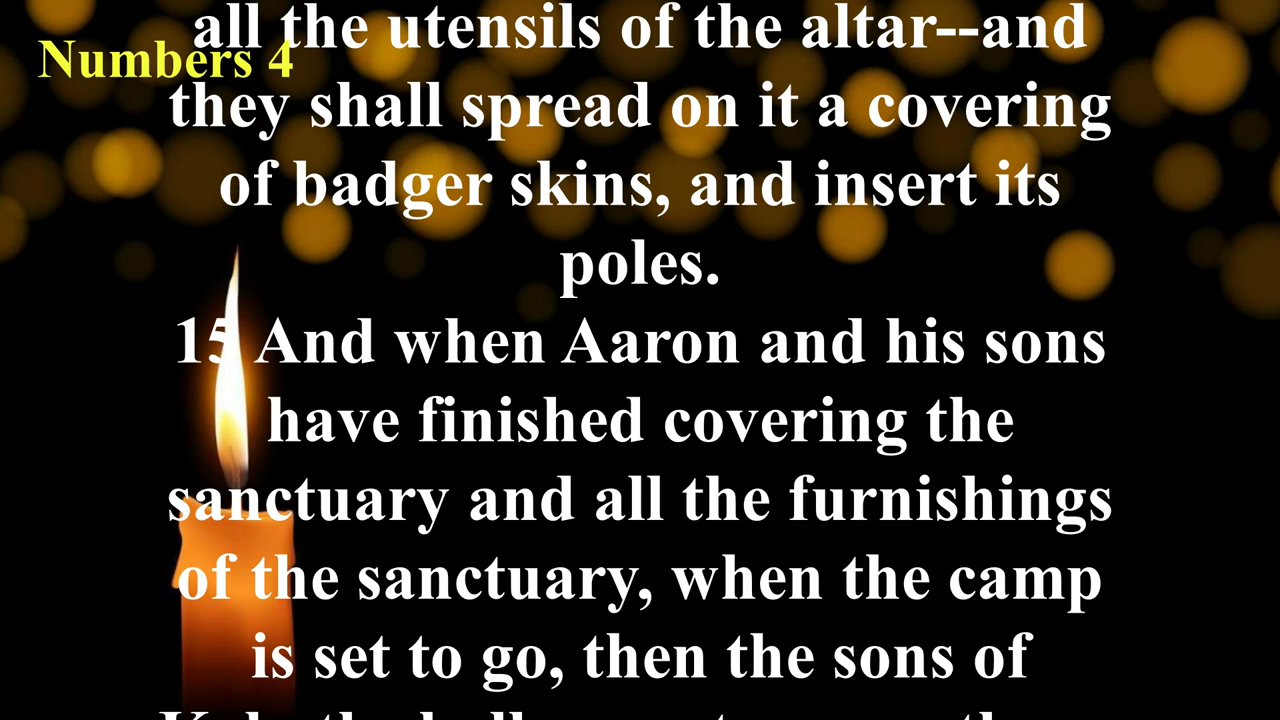 all the utensils of the altar--and
Numbers 4
they shall spread on it a covering
of badger skins, and insert its
poles.
15 And when Aaron and his sons
have finished covering the
sanctuary and all the furnishings
of the sanctuary, when the camp
is set to go, then the sons of